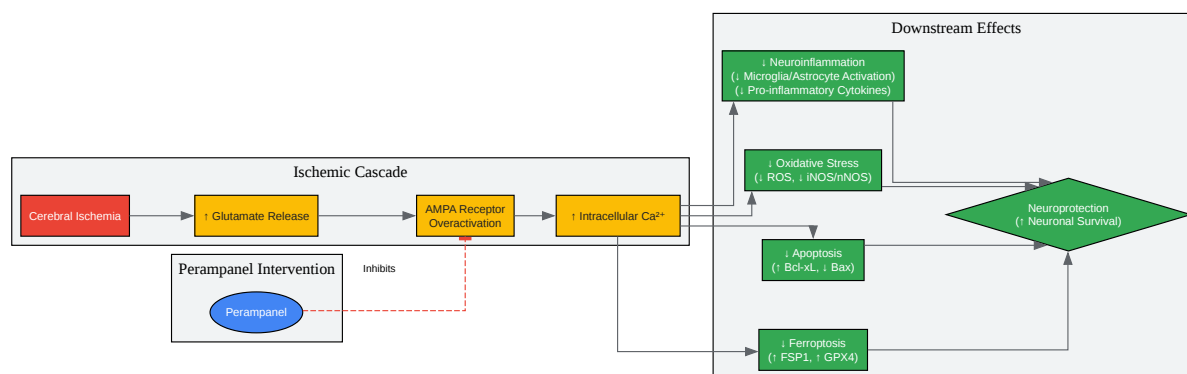 Downstream Effects
↓ Neuroinflammation
(↓ Microglia/Astrocyte Activation)
(↓ Pro-inflammatory Cytokines)
Ischemic Cascade
↓ Oxidative Stress
(↓ ROS, ↓ iNOS/nNOS)
Cerebral Ischemia
↑ Glutamate Release
AMPA Receptor
Overactivation
↑ Intracellular Ca²⁺
Neuroprotection
(↑ Neuronal Survival)
↓ Apoptosis
(↑ Bcl-xL, ↓ Bax)
Perampanel Intervention
Inhibits
Perampanel
↓ Ferroptosis
(↑ FSP1, ↑ GPX4)